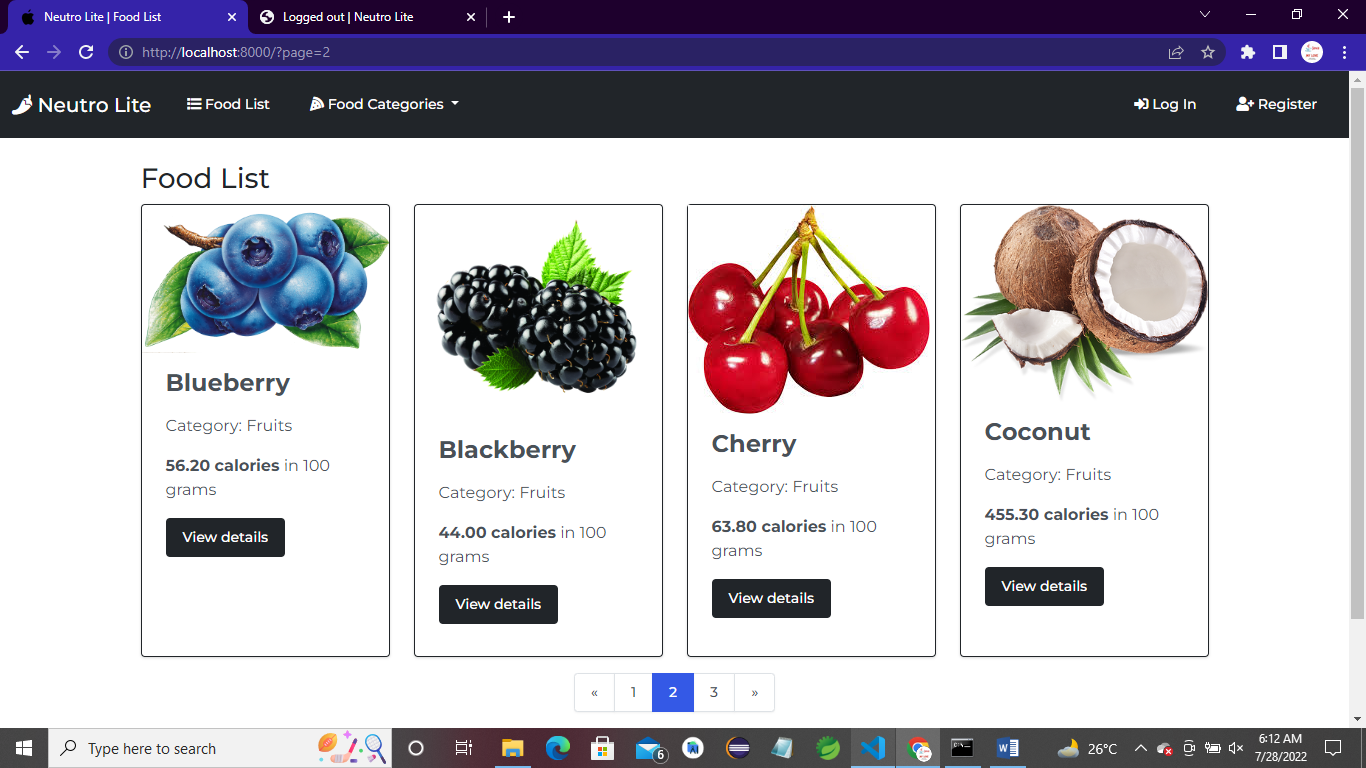 Neutro Lite | Food List
Logged out | Neutro Lite
http://localhost:8000/?page=2
Neutro Lite
Food List
Food Categories
Log In
Register
Food List
Blueberry
Category: Fruits
56.20 calories in 100
grams
View details
Blackberry
Category: Fruits
44.00 calories in 100
grams
View details
Cherry
Category: Fruits
63.80 calories in 100
grams
View details
Coconut
Category: Fruits
455.30 calories in 100
grams
View details
« 1 2 3 »
Type here to search
6
26°C
6:12 AM
7/28/2022